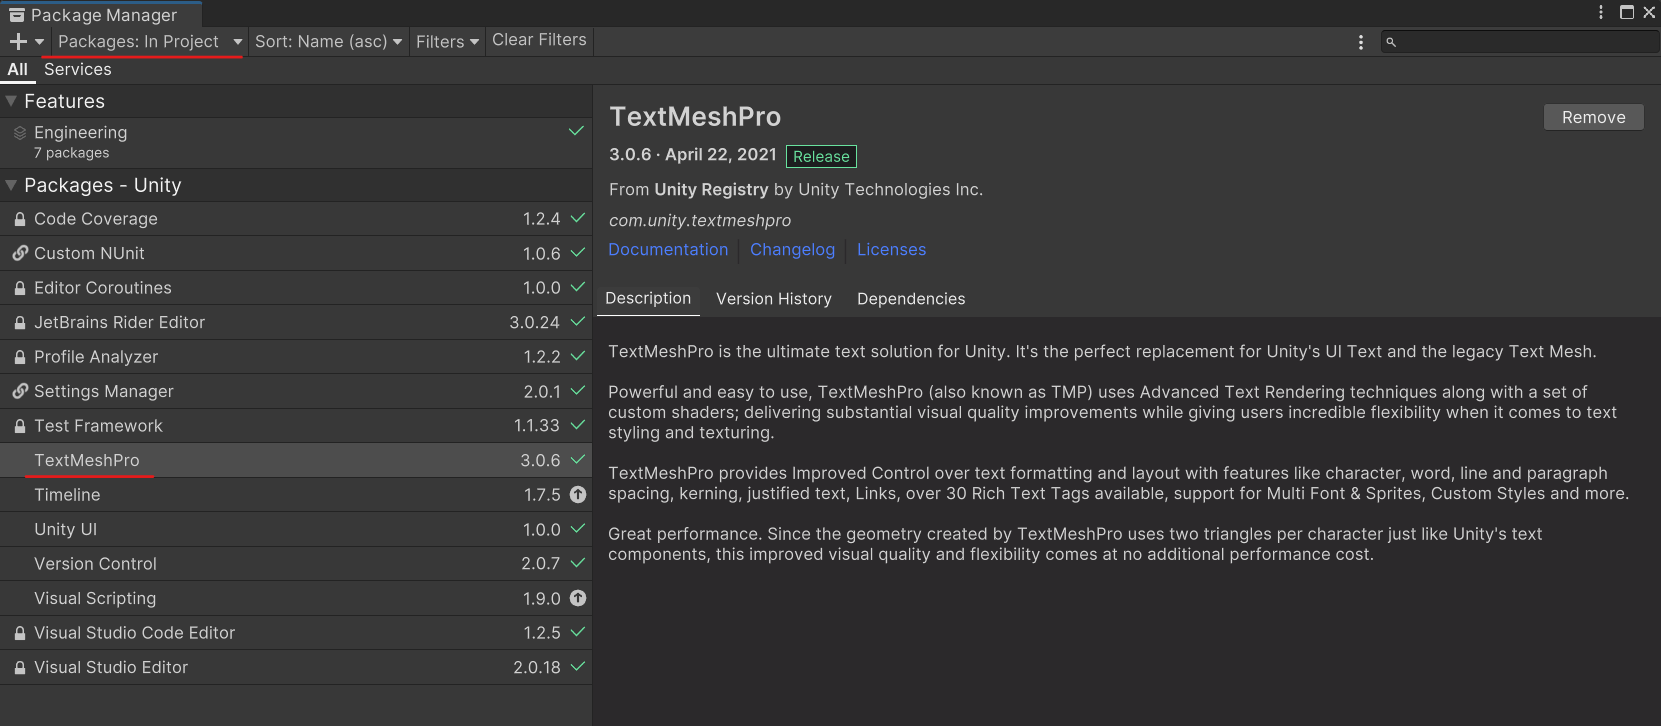 Package Manager
Packages: In Project
Sort: Name (asc)
Filters
Clear Filters
All
Services
Features
Engineering
7 packages
Packages - Unity
Code Coverage 1.2.4
Custom NUnit 1.0.6
Editor Coroutines 1.0.0
JetBrains Rider Editor 3.0.24
Profile Analyzer 1.2.2
Settings Manager 2.0.1
Test Framework 1.1.33
TextMeshPro 3.0.6
Timeline 1.7.5
Unity UI 1.0.0
Version Control 2.0.7
Visual Scripting 1.9.0
Visual Studio Code Editor 1.2.5
Visual Studio Editor 2.0.18
TextMeshPro
Remove
3.0.6 · April 22, 2021 Release
From Unity Registry by Unity Technologies Inc.
com.unity.textmeshpro
Documentation
Changelog
Licenses
Description
Version History
Dependencies
TextMeshPro is the ultimate text solution for Unity. It's the perfect replacement for Unity's UI Text and the legacy Text Mesh.
Powerful and easy to use, TextMeshPro (also known as TMP) uses Advanced Text Rendering techniques along with a set of
custom shaders; delivering substantial visual quality improvements while giving users incredible flexibility when it comes to text
styling and texturing.
TextMeshPro provides Improved Control over text formatting and layout with features like character, word, line and paragraph
spacing, kerning, justified text, Links, over 30 Rich Text Tags available, support for Multi Font & Sprites, Custom Styles and more.
Great performance. Since the geometry created by TextMeshPro uses two triangles per character just like Unity's text
components, this improved visual quality and flexibility comes at no additional performance cost.